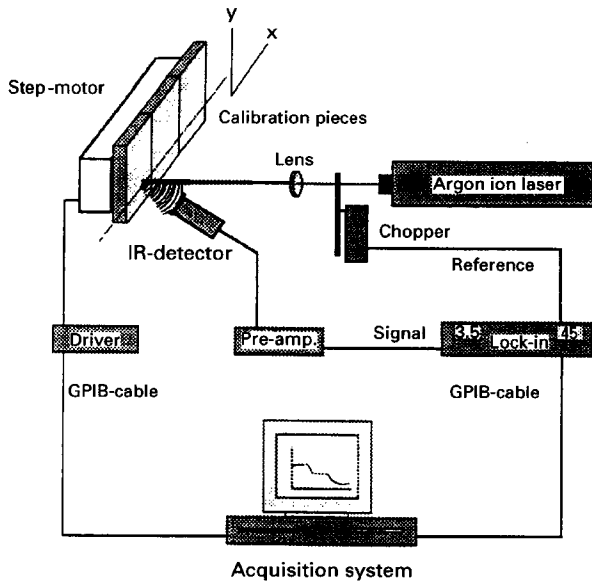 y
x
Step-motor
Calibration pieces
Lens
Argon ion laser
Chopper
IR-detector
Reference
Driver
Pre-amp.
Signal
3.5
45
Lock-in
GPIB-cable
GPIB-cable
Acquisition system